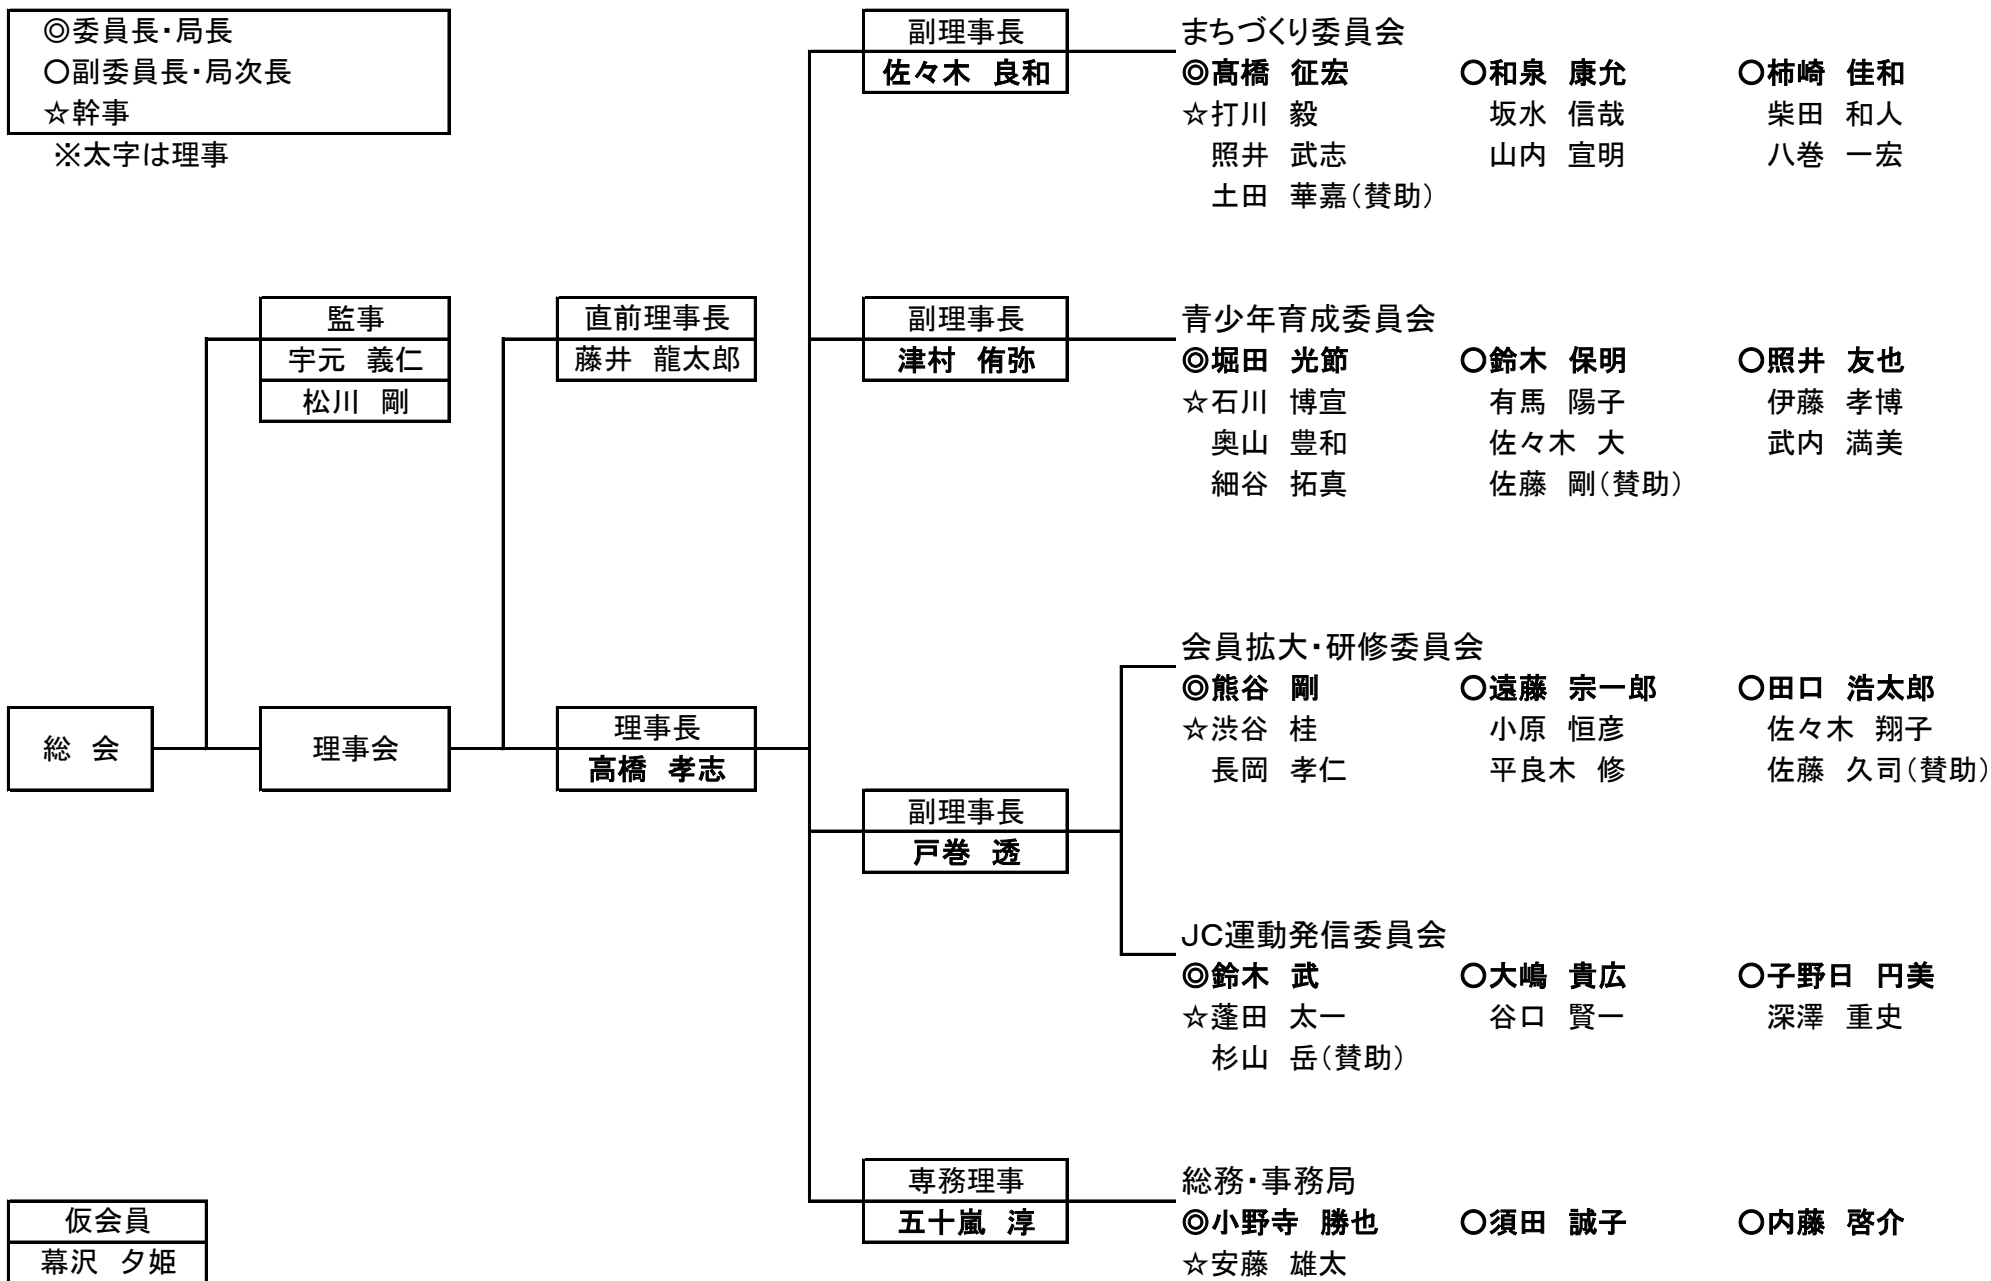 ◎委員長・局長
○副委員長・局次長
☆幹事
※太字は理事
副理事長
佐々木 良和
まちづくり委員会
◎髙橋 征宏 ○和泉 康允 ○柿崎 佳和
☆打川 毅 坂水 信哉 柴田 和人
照井 武志 山内 宣明 八巻 一宏
土田 華嘉(賛助)
監事
宇元 義仁
松川 剛
直前理事長
藤井 龍太郎
副理事長
津村 侑弥
青少年育成委員会
◎堀田 光節 ○鈴木 保明 ○照井 友也
☆石川 博宣 有馬 陽子 伊藤 孝博
奥山 豊和 佐々木 大 武内 満美
細谷 拓真 佐藤 剛(賛助)
総 会
理事会
理事長
高橋 孝志
副理事長
戸巻 透
会員拡大・研修委員会
◎熊谷 剛 ○遠藤 宗一郎 ○田口 浩太郎
☆渋谷 桂 小原 恒彦 佐々木 翔子
長岡 孝仁 平良木 修 佐藤 久司(賛助)
JC運動発信委員会
◎鈴木 武 ○大嶋 貴広 ○子野日 円美
☆蓬田 太一 谷口 賢一 深澤 重史
杉山 岳(賛助)
専務理事
五十嵐 淳
総務・事務局
◎小野寺 勝也 ○須田 誠子 ○内藤 啓介
☆安藤 雄太
仮会員
幕沢 夕姫